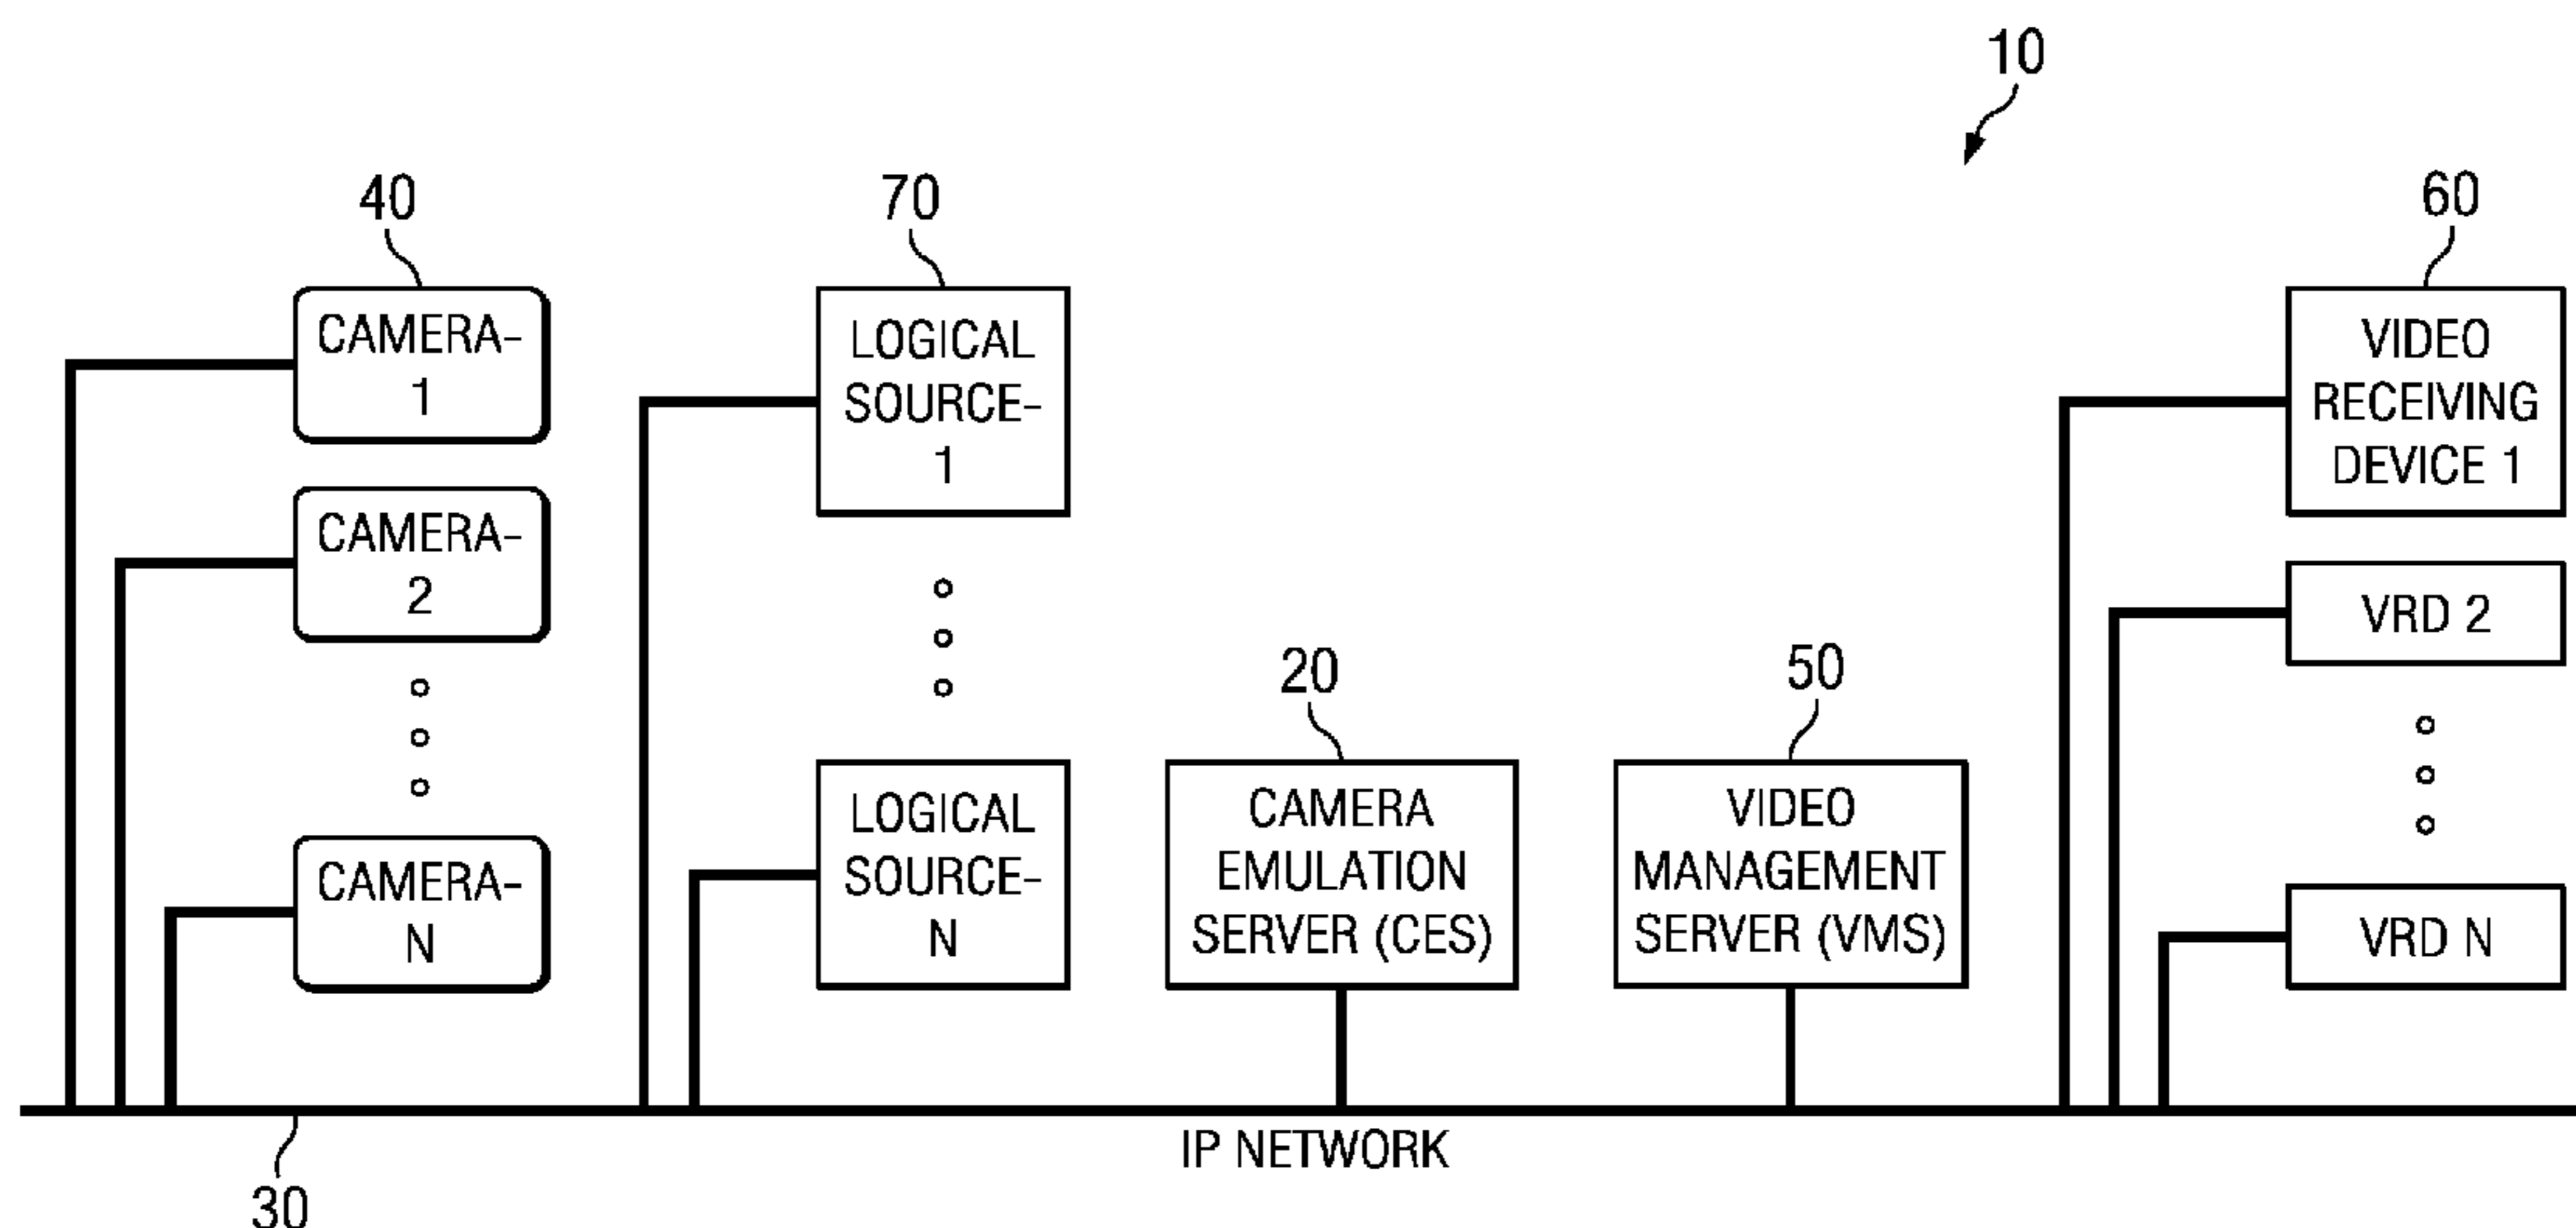 10
40
70
60
CAMERA-
1
LOGICAL
SOURCE-
1
VIDEO
RECEIVING
DEVICE 1
CAMERA-
2
VRD 2
20
50
CAMERA-
N
LOGICAL
SOURCE-
N
CAMERA
EMULATION
SERVER (CES)
VIDEO
MANAGEMENT
SERVER (VMS)
VRD N
IP NETWORK
30